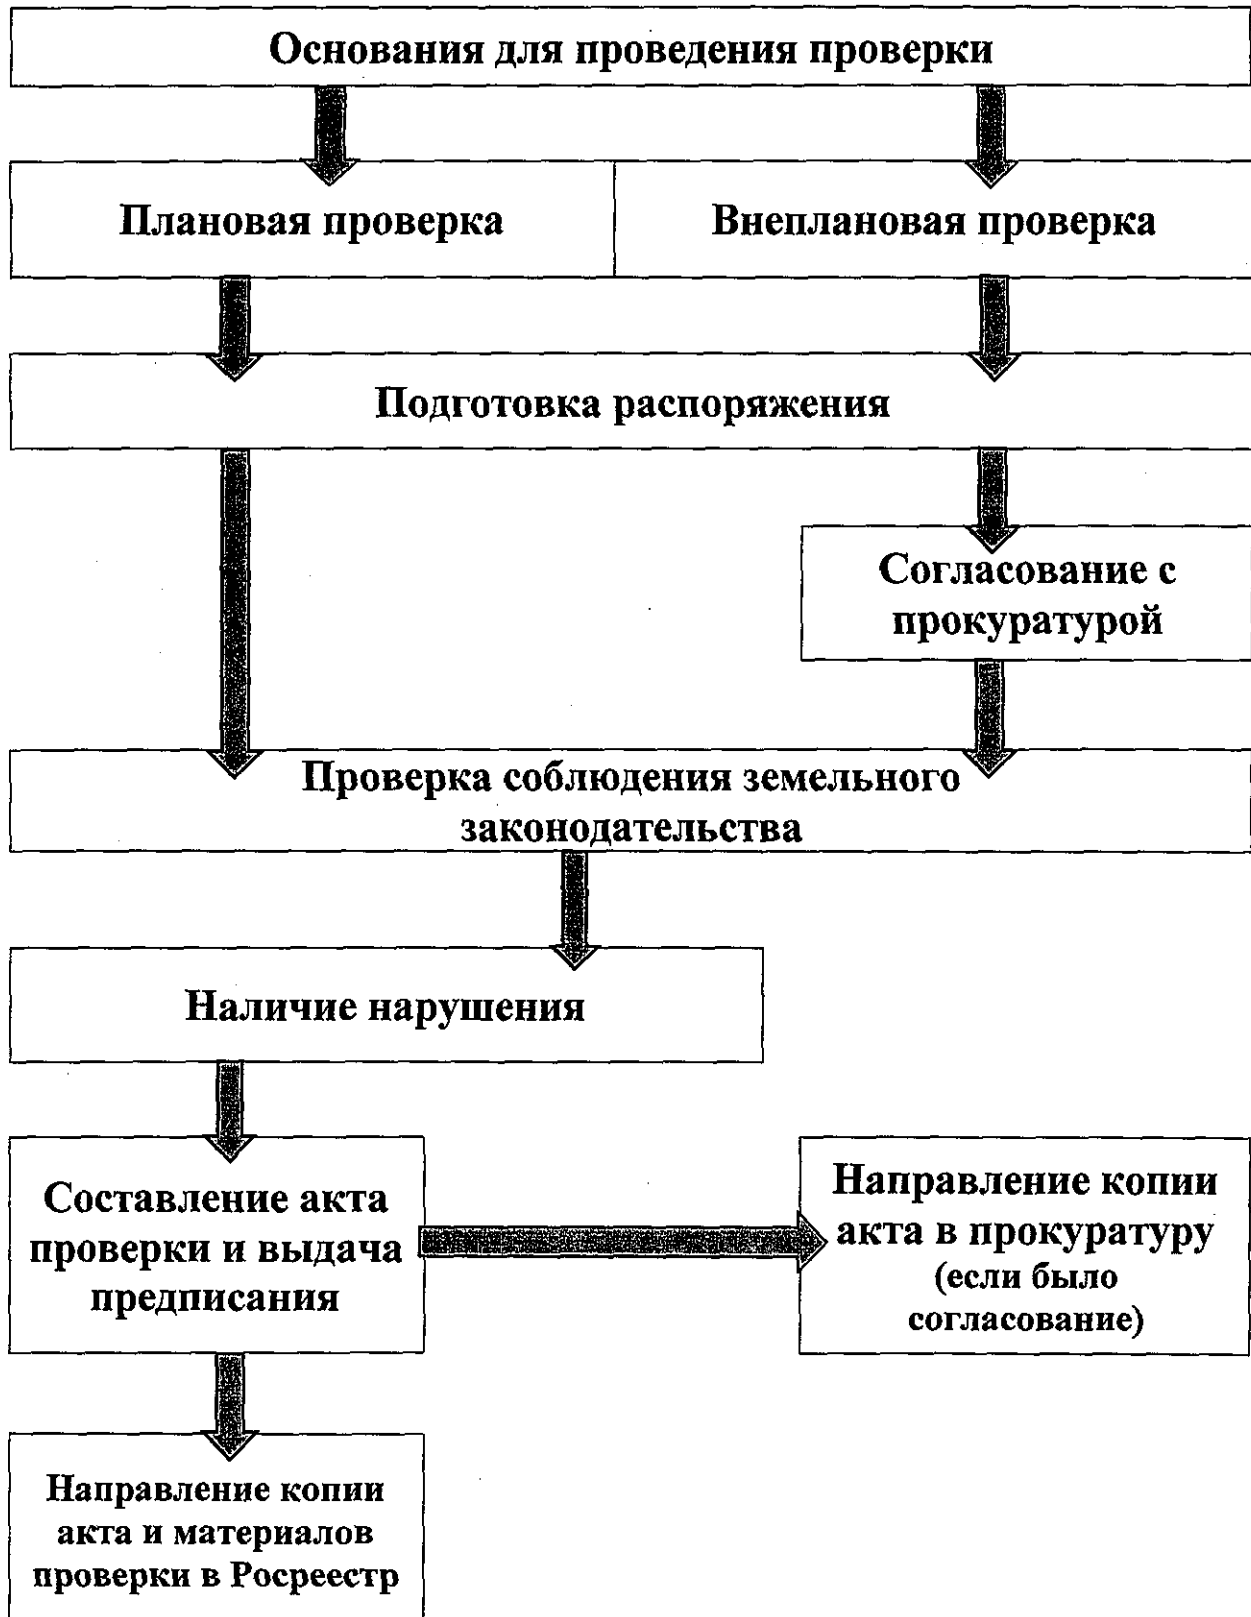 Основания для проведения проверки
Плановая проверка
Внеплановая проверка
Подготовка распоряжения
Согласование с
прокуратурой
Проверка соблюдения земельного
законодательства
Наличие нарушения
Составление акта
проверки и выдача
предписания
Направление копии
акта в прокуратуру
(если было
согласование)
Направление копии
акта и материалов
проверки в Росреестр